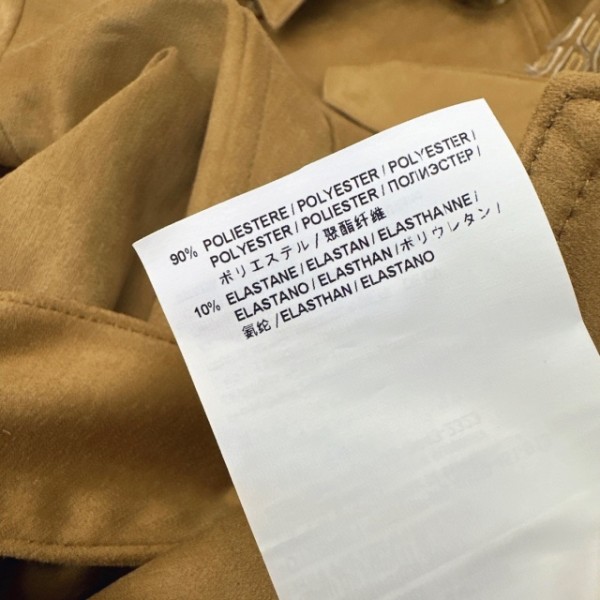 90% POLIESTERE / POLYESTER / POLYESTER /
POLYESTER / POLIESTER / ПОЛИЭСТЕР /
ポリエステル / 聚酯纤维
10% ELASTANE / ELASTAN / ELASTHANNE /
ELASTANO / ELASTHAN / ポリウレタン /
氨纶 / ELASTHAN / ELASTANO